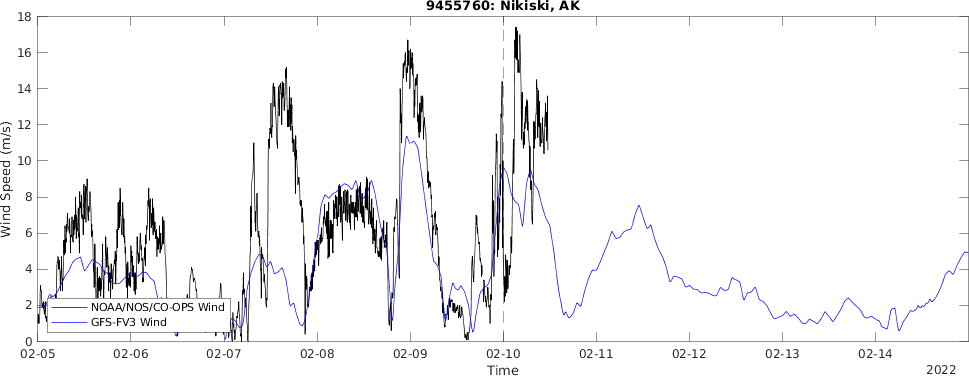 9455760: Nikiski, AK
Wind Speed (m/s)
18
16
14
12
10
8
6
4
2
0
NOAA/NOS/CO-OPS Wind
GFS-FV3 Wind
02-05 02-06 02-07 02-08 02-09 02-10 02-11 02-12 02-13 02-14
Time
2022